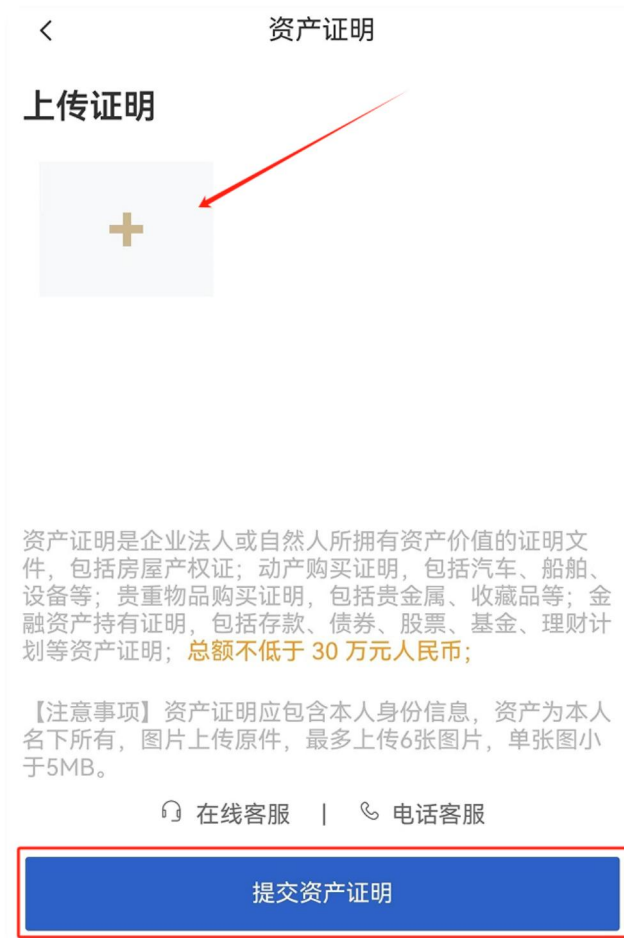 资产证明
上传证明
资产证明是企业法人或自然人所拥有资产价值的证明文
件，包括房屋产权证；动产购买证明，包括汽车、船舶、
设备等；贵重物品购买证明，包括贵金属、收藏品等；金
融资产持有证明，包括存款、债券、股票、基金、理财计
划等资产证明；总额不低于 30 万元人民币；
【注意事项】资产证明应包含本人身份信息，资产为本人
名下所有，图片上传原件，最多上传6张图片，单张图小
于5MB。
在线客服 | 电话客服
提交资产证明